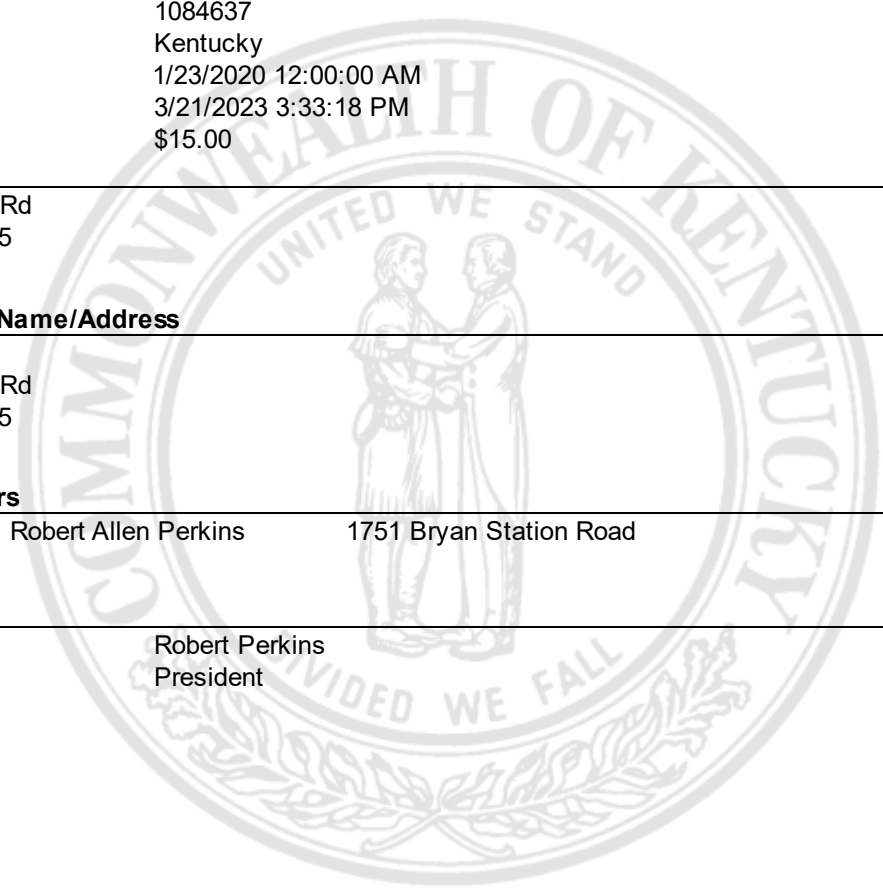 1084637
Kentucky
1/23/2020 12:00:00 AM
3/21/2023 3:33:18 PM
$15.00
Rd
5
Name/Address
Rd
5
rs
Robert Allen Perkins 1751 Bryan Station Road
Robert Perkins
President
COMMONWEALTH OF KENTUCKY
UNITED WE STAND
DIVIDED WE FALL